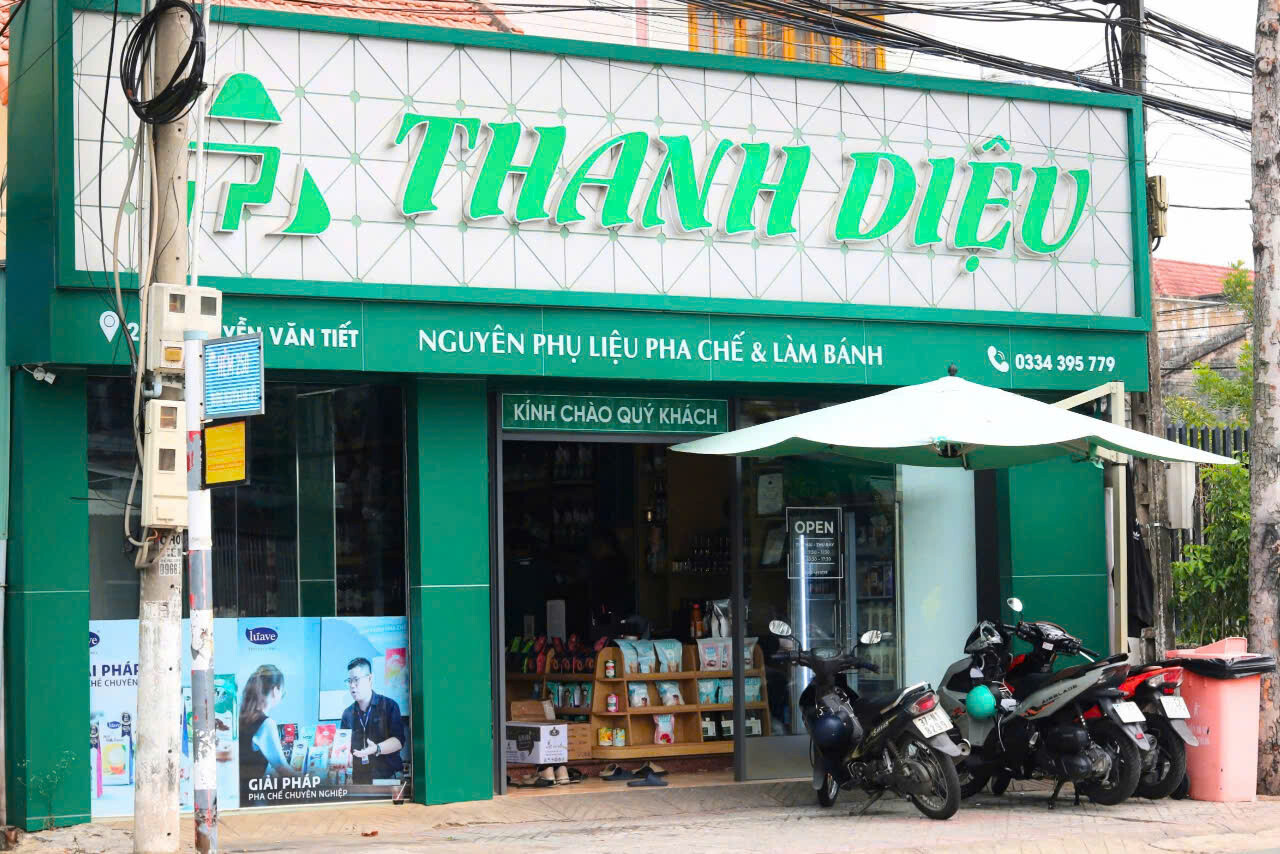 THANH DIỆU
VĂN TIẾT
NGUYÊN PHỤ LIỆU PHA CHẾ & LÀM BÁNH
0334 395 779
KÍNH CHÀO QUÝ KHÁCH
OPEN
lúave
GIẢI PHÁP
PHA CHẾ CHUYÊN NGHIỆP